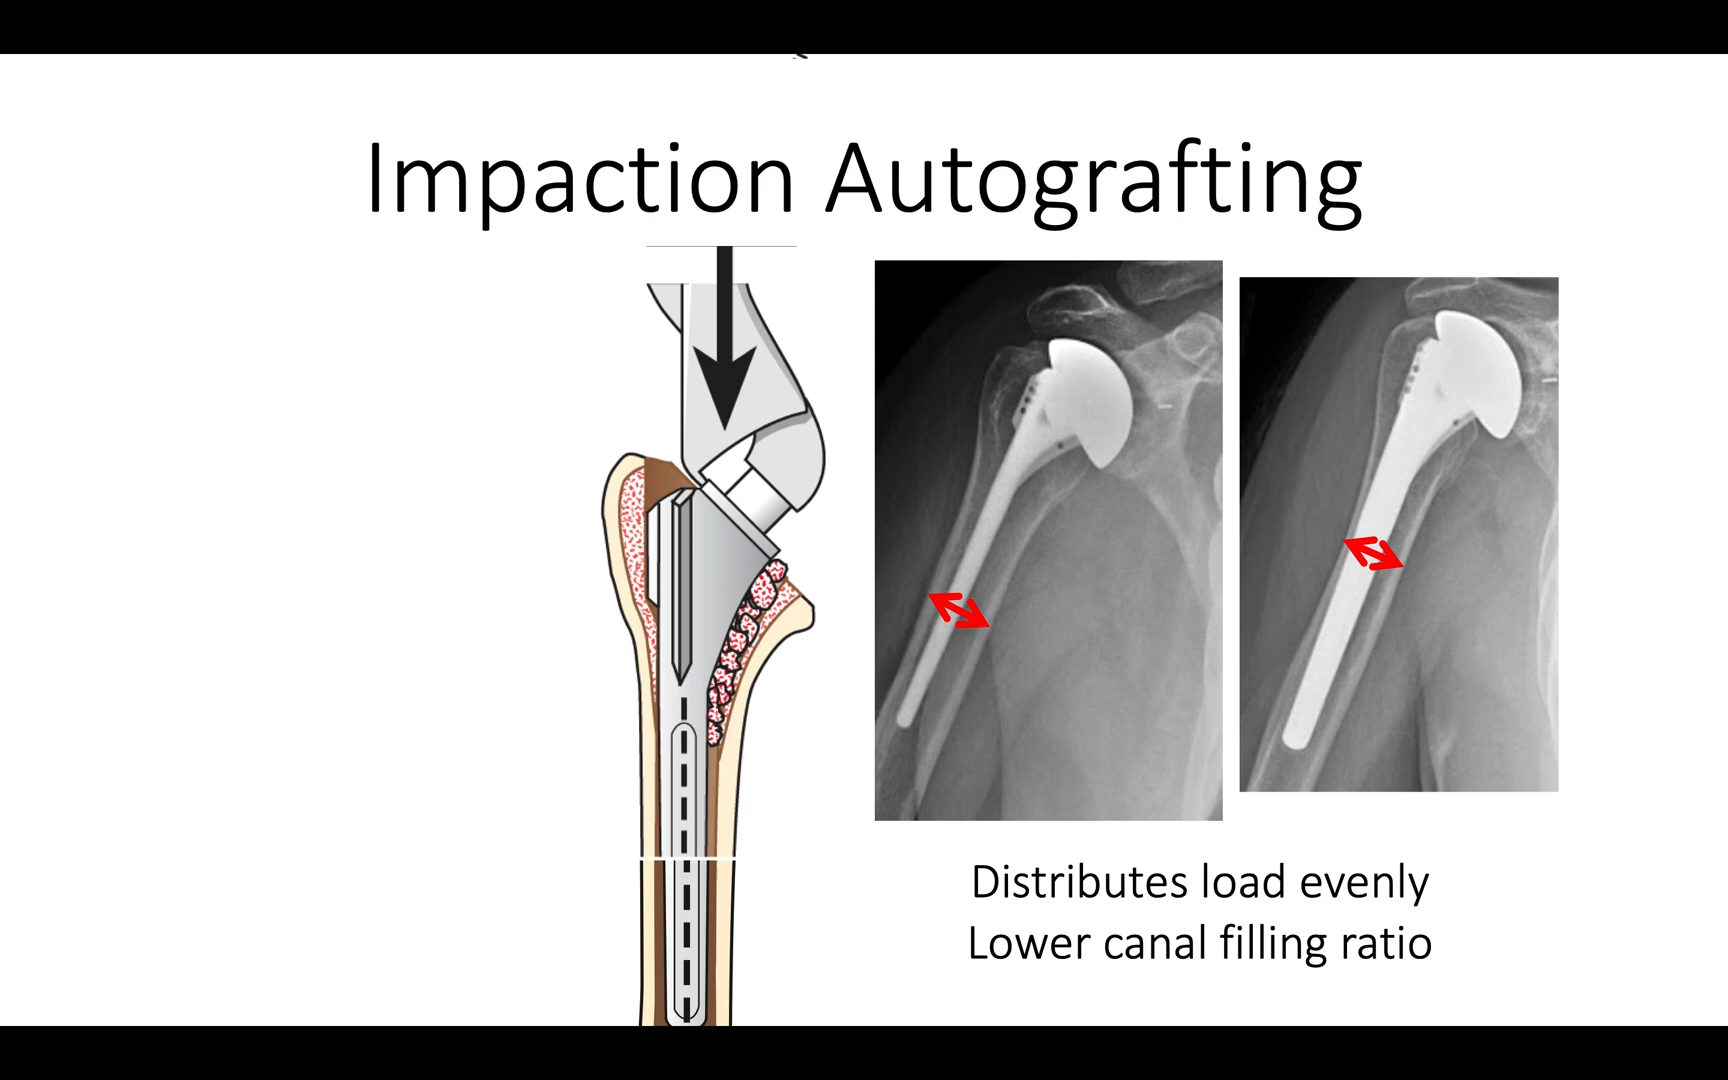 Impaction Autografting
Distributes load evenly
Lower canal filling ratio